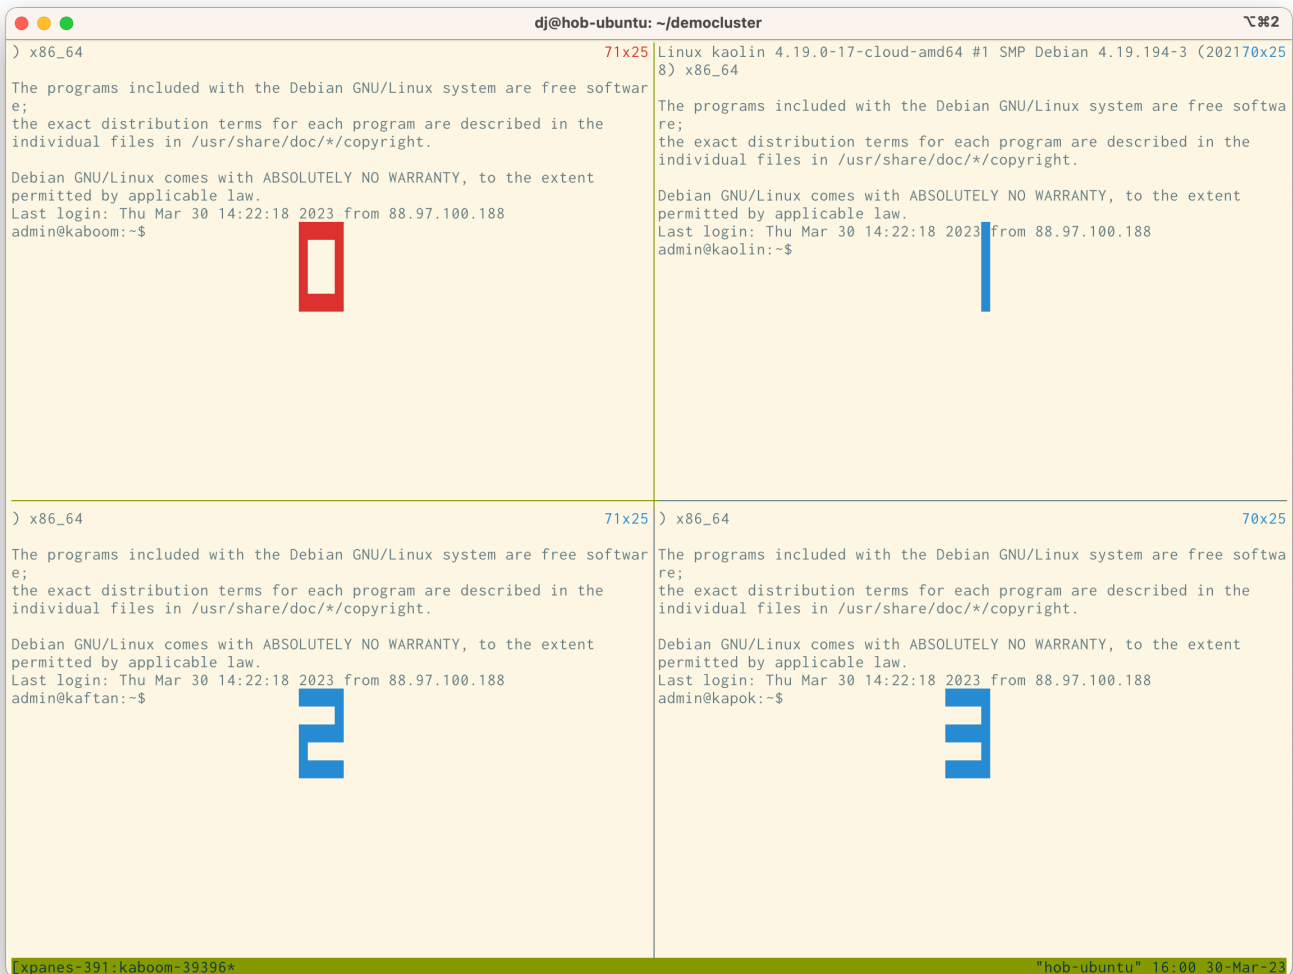 dj@hob-ubuntu: ~/democluster
⌥⌘2
) x86_64 71x25
The programs included with the Debian GNU/Linux system are free softwar
e;
the exact distribution terms for each program are described in the
individual files in /usr/share/doc/*/copyright.
Debian GNU/Linux comes with ABSOLUTELY NO WARRANTY, to the extent
permitted by applicable law.
Last login: Thu Mar 30 14:22:18 2023 from 88.97.100.188
admin@kaboom:~$
0
Linux kaolin 4.19.0-17-cloud-amd64 #1 SMP Debian 4.19.194-3 (202170x25
8) x86_64
The programs included with the Debian GNU/Linux system are free softwa
re;
the exact distribution terms for each program are described in the
individual files in /usr/share/doc/*/copyright.
Debian GNU/Linux comes with ABSOLUTELY NO WARRANTY, to the extent
permitted by applicable law.
Last login: Thu Mar 30 14:22:18 2023 from 88.97.100.188
admin@kaolin:~$
1
) x86_64 71x25
The programs included with the Debian GNU/Linux system are free softwar
e;
the exact distribution terms for each program are described in the
individual files in /usr/share/doc/*/copyright.
Debian GNU/Linux comes with ABSOLUTELY NO WARRANTY, to the extent
permitted by applicable law.
Last login: Thu Mar 30 14:22:18 2023 from 88.97.100.188
admin@kaftan:~$
2
) x86_64 70x25
The programs included with the Debian GNU/Linux system are free softwa
re;
the exact distribution terms for each program are described in the
individual files in /usr/share/doc/*/copyright.
Debian GNU/Linux comes with ABSOLUTELY NO WARRANTY, to the extent
permitted by applicable law.
Last login: Thu Mar 30 14:22:18 2023 from 88.97.100.188
admin@kapok:~$
3
[xpanes-391:kaboom-39396* "hob-ubuntu" 16:00 30-Mar-23